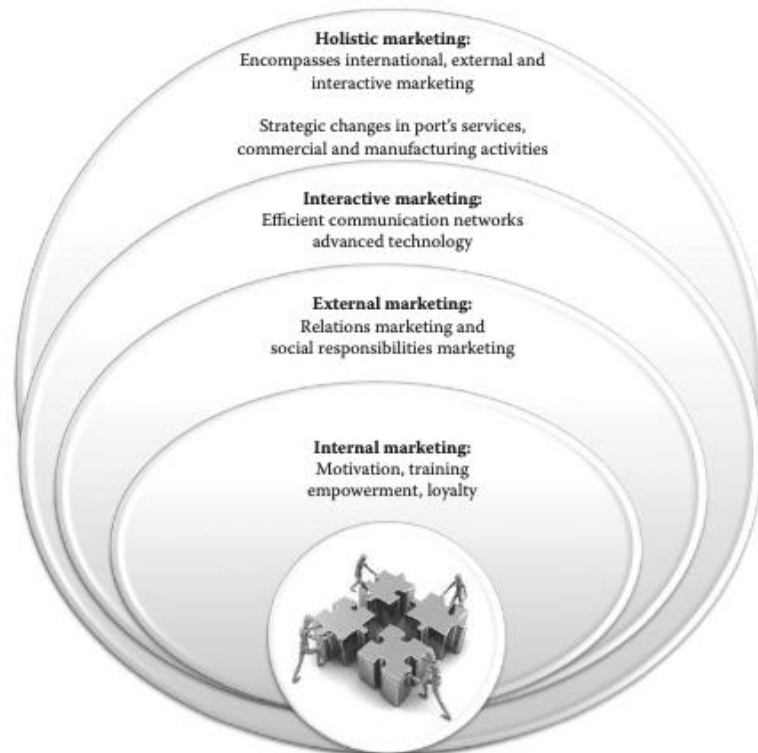 Holistic marketing:
Encompasses international, external and
interactive marketing
Strategic changes in port's services,
commercial and manufacturing activities
Interactive marketing:
Efficient communication networks
advanced technology
External marketing:
Relations marketing and
social responsibilities marketing
Internal marketing:
Motivation, training
empowerment, loyalty